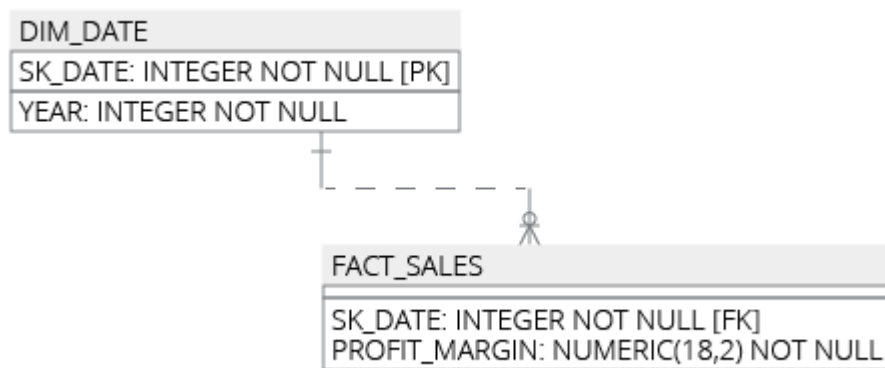 DIM_DATE
SK_DATE: INTEGER NOT NULL [PK]
YEAR: INTEGER NOT NULL
FACT_SALES
SK_DATE: INTEGER NOT NULL [FK]
PROFIT_MARGIN: NUMERIC(18,2) NOT NULL